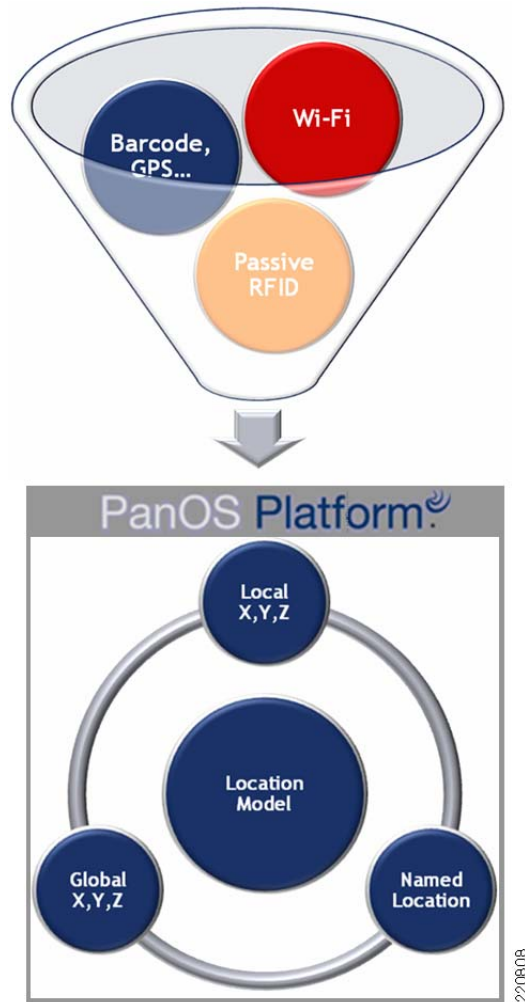 Wi-Fi
Barcode,
GPS...
Passive
RFID
PanOS Platform
Local
X,Y,Z
Location
Model
Global
X,Y,Z
Named
Location
220808